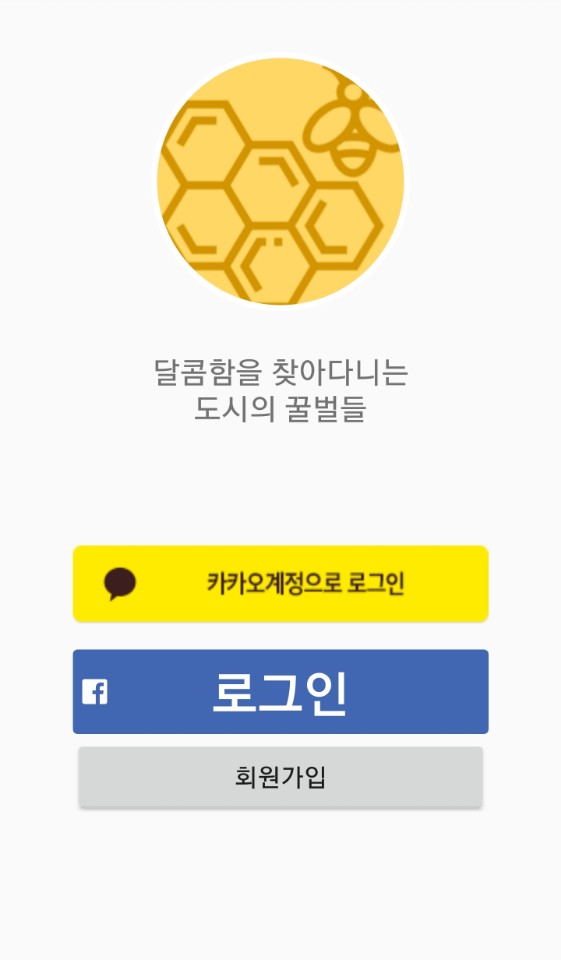 달콤함을 찾아다니는
도시의 꿀벌들
카카오계정으로 로그인
로그인
회원가입